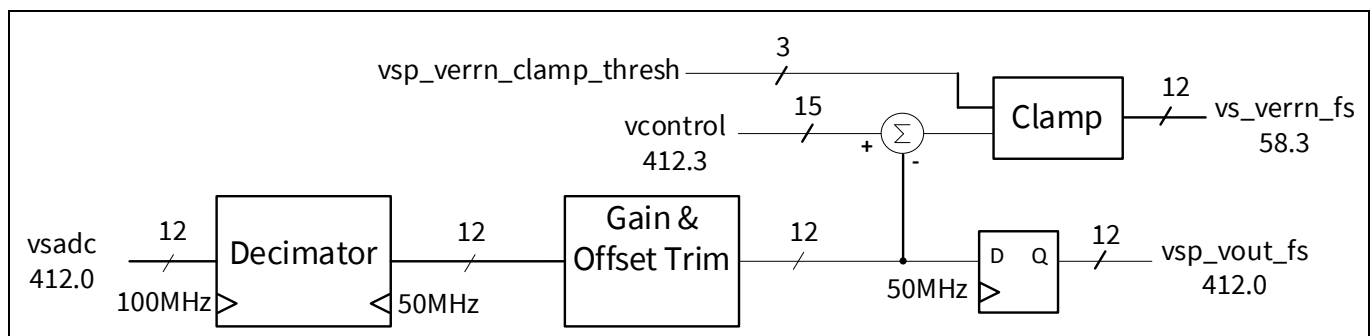 3
vsp_verrn_clamp_thresh
12
15
Clamp
vs_verrn_fs
vcontrol
Σ
58.3
+
412.3
-
Gain &
12
12
12
12
vsadc
Decimator
Offset Trim
D Q
vsp_vout_fs
412.0
100MHz
50MHz
50MHz
412.0